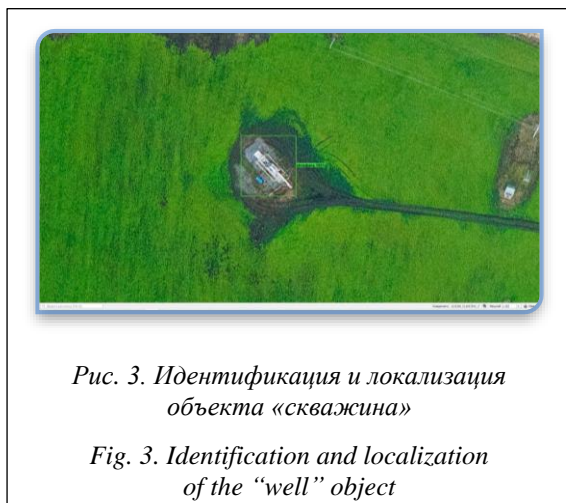 Рис. 3. Идентификация и локализация
объекта «скважина»
Fig. 3. Identification and localization
of the “well” object